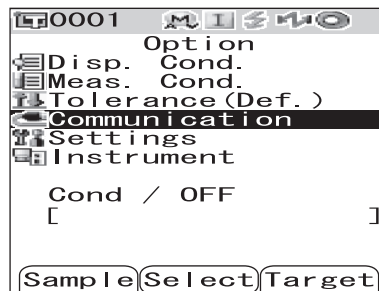 0001
Option
Disp. Cond.
Meas. Cond.
Tolerance(Def.)
Communication
Settings
Instrument
Cond / OFF
[ ]
Sample Select Target